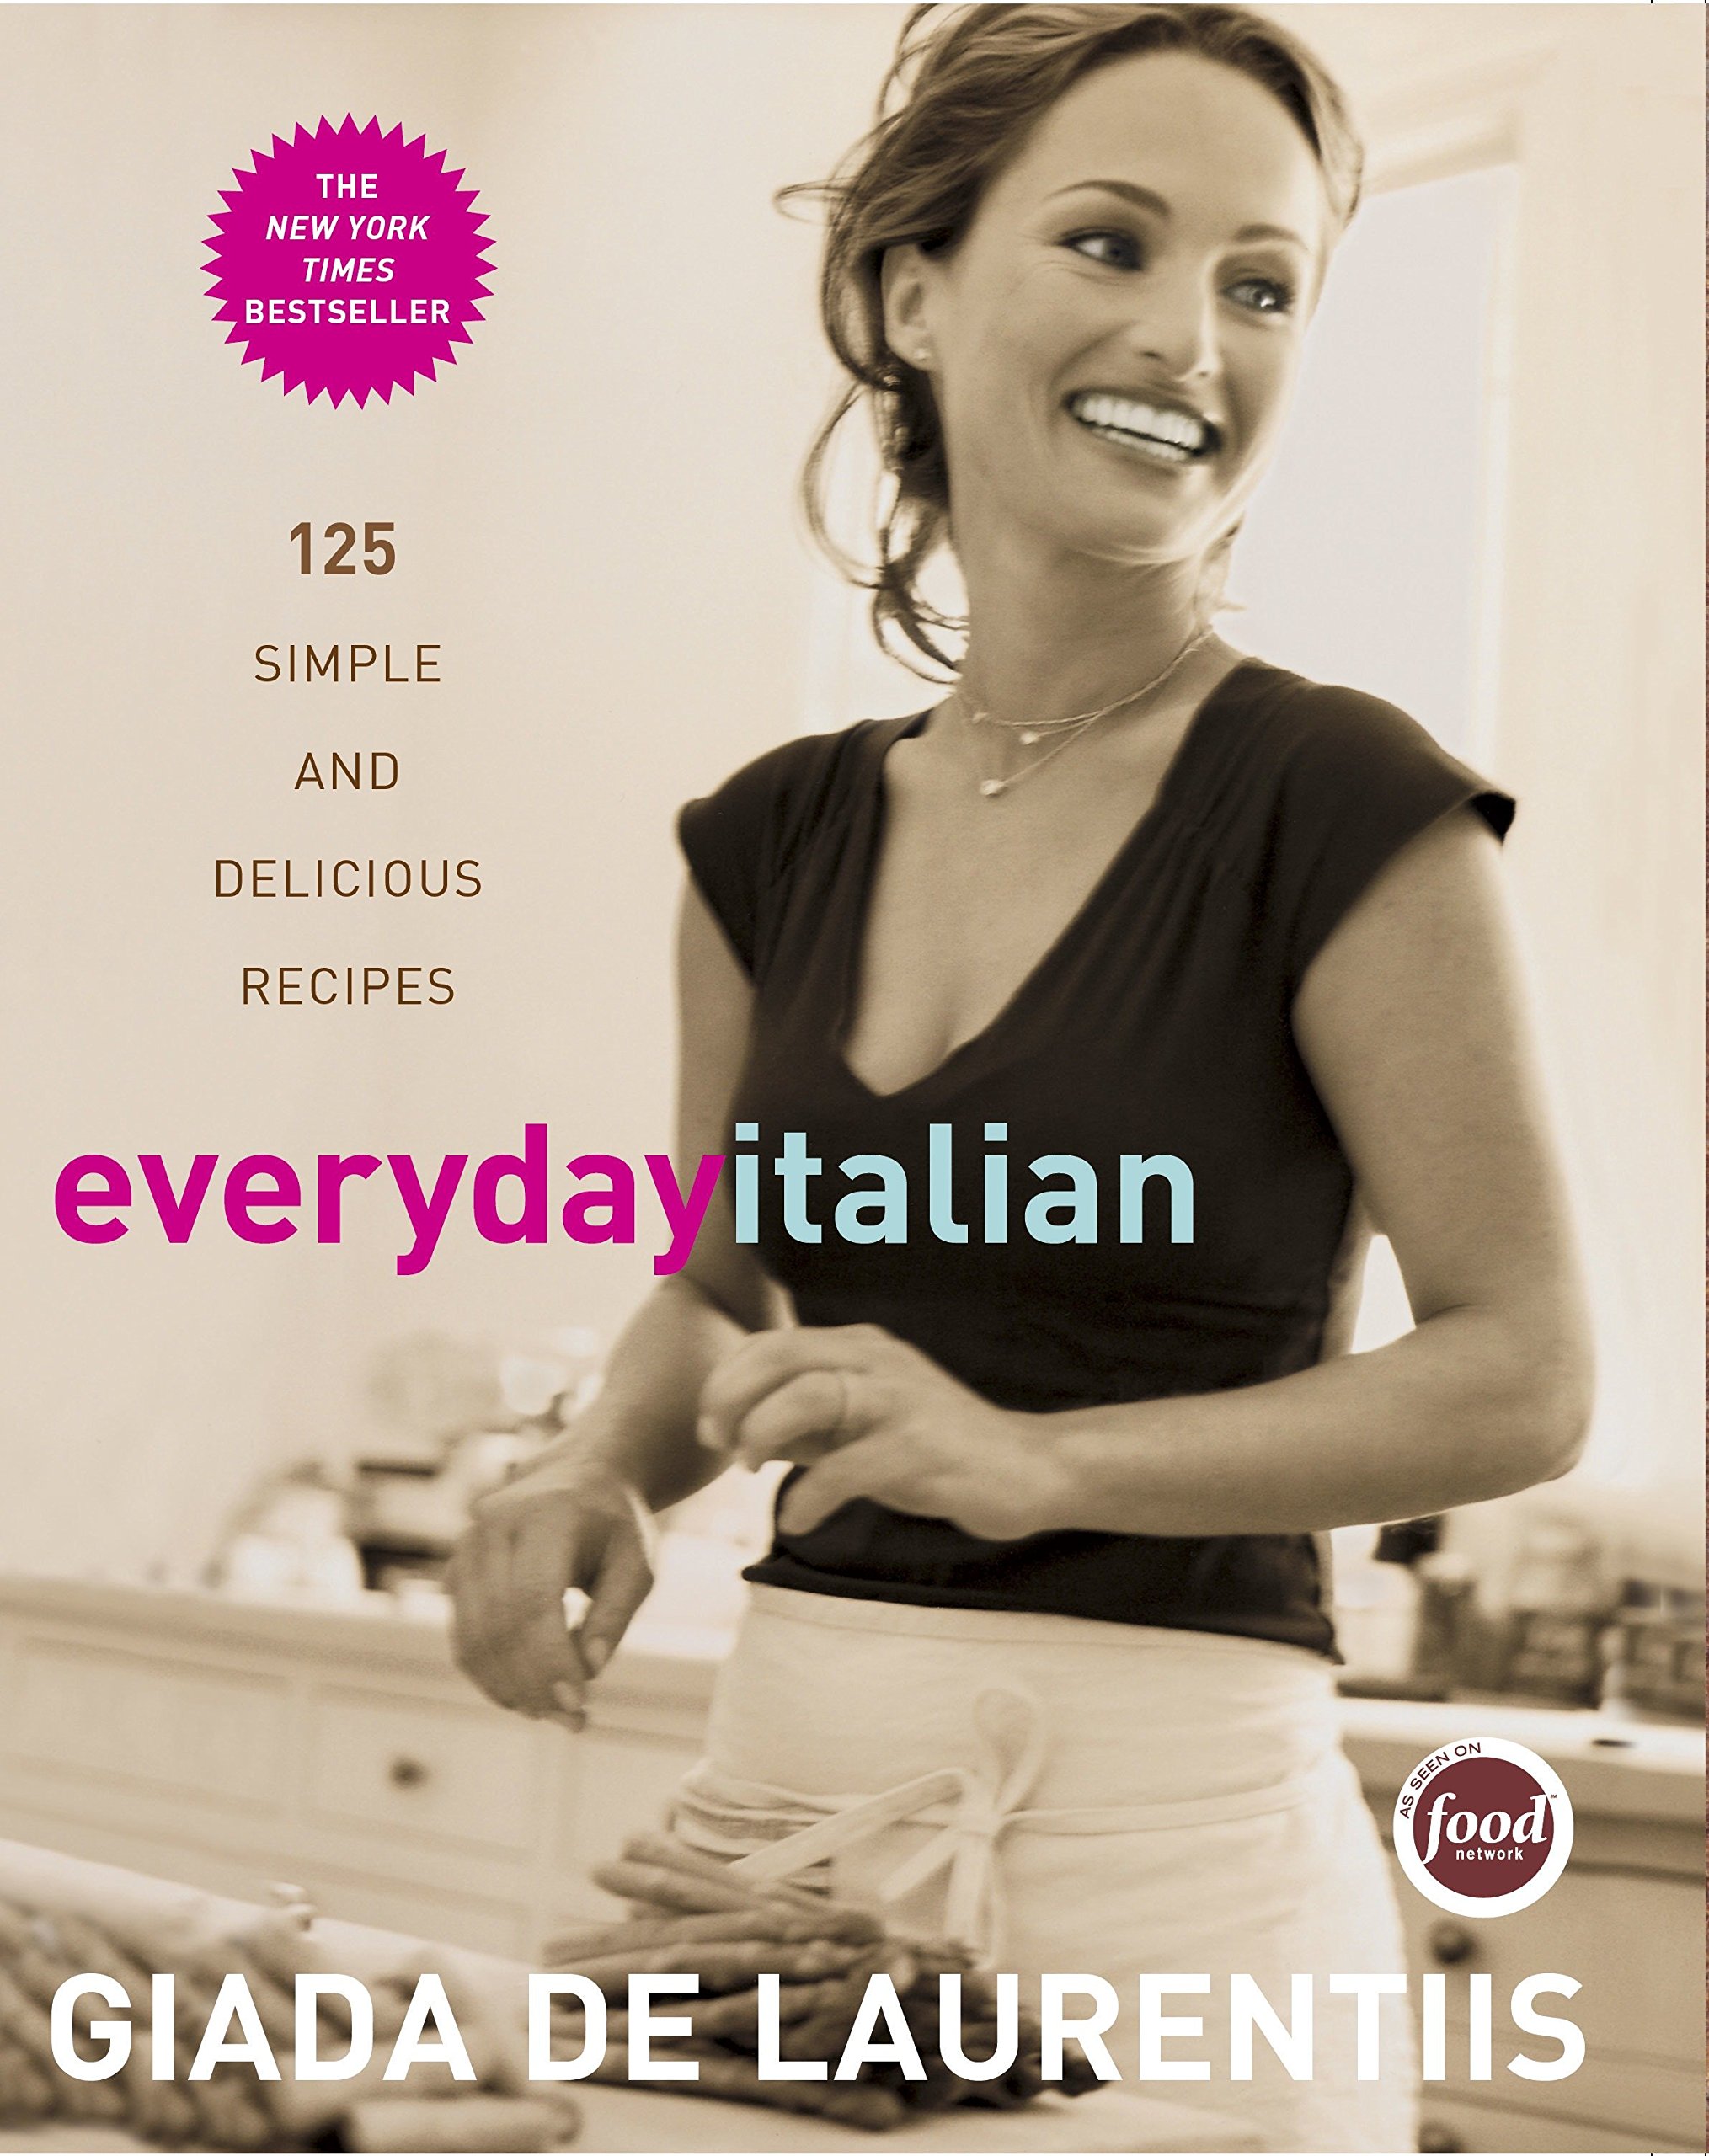 THE
NEW YORK
TIMES
BESTSELLER
125
SIMPLE
AND
DELICIOUS
RECIPES
everydayitalian
AS SEEN ON
food
network
GIADA DE LAURENTIIS